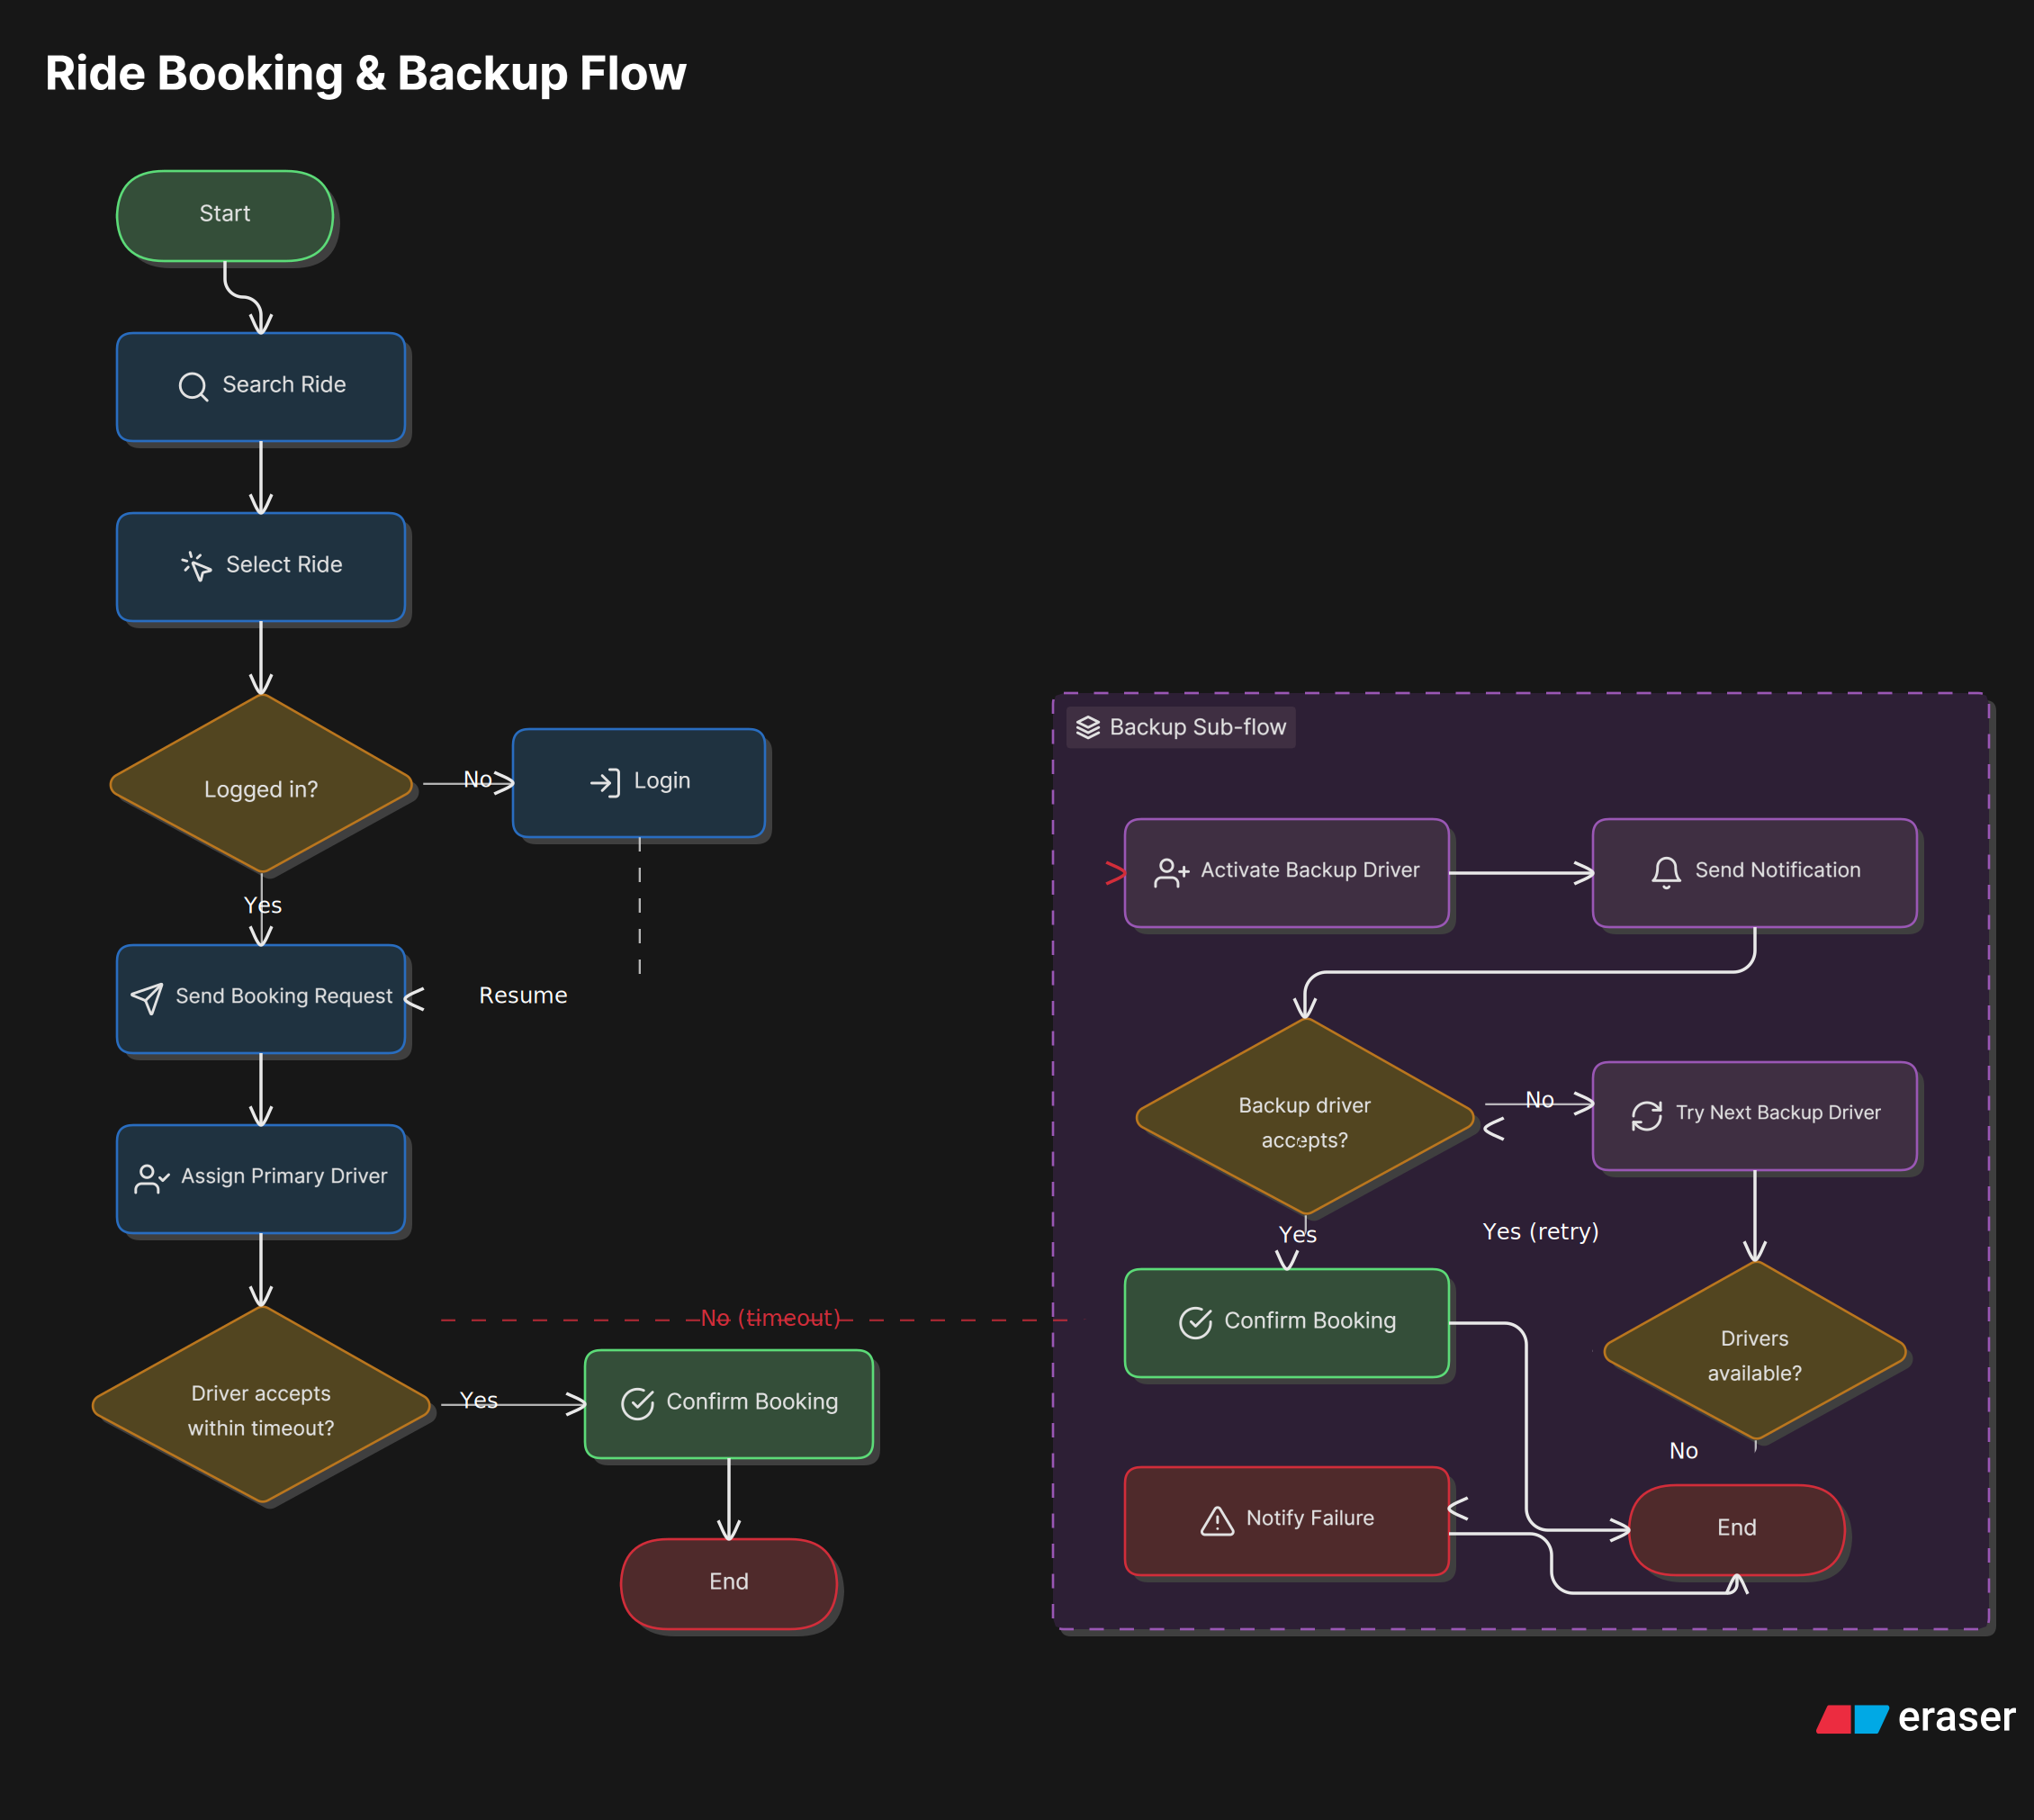 Ride Booking & Backup Flow
Start
Search Ride
Select Ride
Logged in?
No
Login
Yes
Send Booking Request
Resume
Assign Primary Driver
Driver accepts
within timeout?
No (timeout)
Yes
Confirm Booking
End
Backup Sub-flow
Activate Backup Driver
Send Notification
Backup driver
accepts?
No
Try Next Backup Driver
Yes
Yes (retry)
Confirm Booking
Drivers
available?
No
Notify Failure
End
eraser